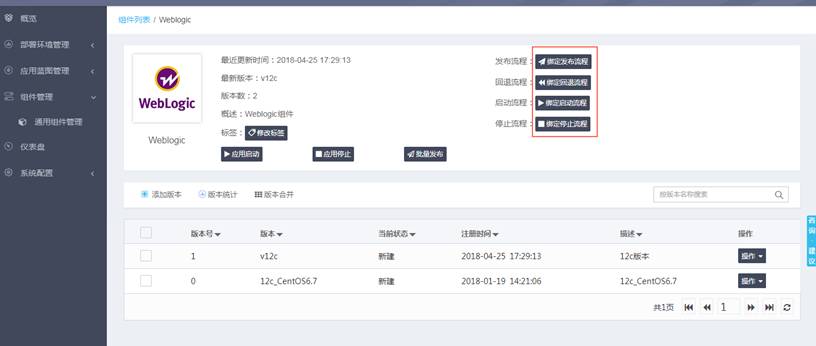 概览
部署环境管理
应用蓝图管理
组件管理
通用组件管理
仪表盘
系统配置
组件列表 / Weblogic
WebLogic
Weblogic
最近更新时间：2018-04-25 17:29:13
最新版本：v12c
版本数：2
概述：Weblogic组件
标签： 修改标签
应用启动 应用停止 批量发布
发布流程： 绑定发布流程
回退流程： 绑定回退流程
启动流程： 绑定启动流程
停止流程： 绑定停止流程
添加版本 版本统计 版本合并 按版本名称搜索
版本号 版本 当前状态 注册时间 描述 操作
1 v12c 新建 2018-04-25 17:29:13 12c版本 操作
0 12c_CentOS6.7 新建 2018-01-19 14:21:06 12c_CentOS6.7 操作
共1页 1
咨询·建议